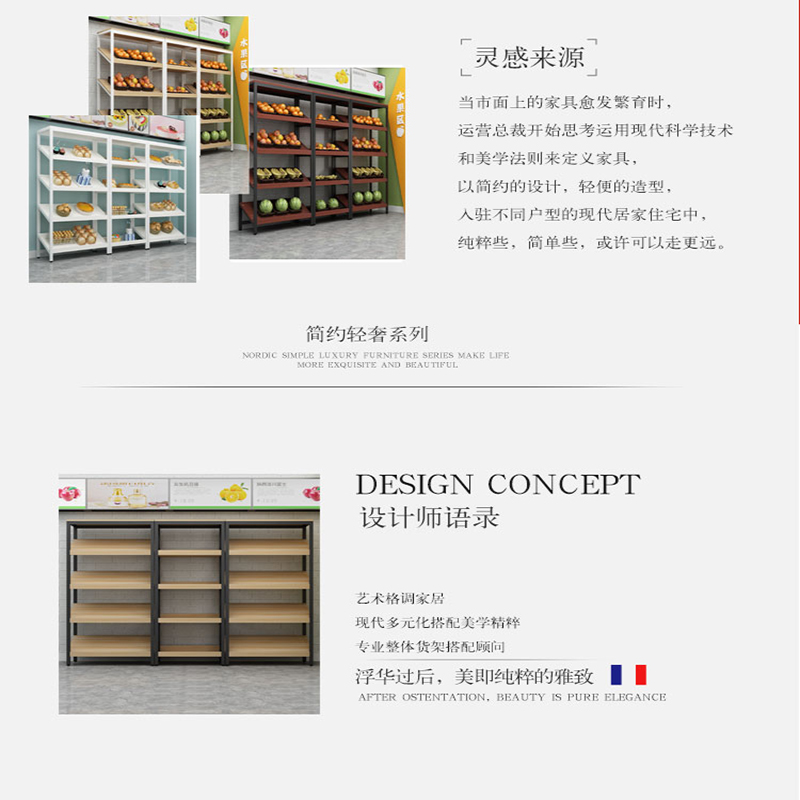 水果区
水果区
灵感来源
当市面上的家具愈发繁育时，
运营总裁开始思考运用现代科学技术
和美学法则来定义家具，
以简约的设计，轻便的造型，
入驻不同户型的现代居家住宅中，
纯粹些，简单些，或许可以走更远。
简约轻奢系列
NORDIC SIMPLE LUXURY FURNITURE SERIES MAKE LIFE
MORE EXQUISITE AND BEAUTIFUL
DESIGN CONCEPT
设计师语录
艺术格调家居
现代多元化搭配美学精粹
专业整体货架搭配顾问
浮华过后，美即纯粹的雅致
AFTER OSTENTATION, BEAUTY IS PURE ELEGANCE